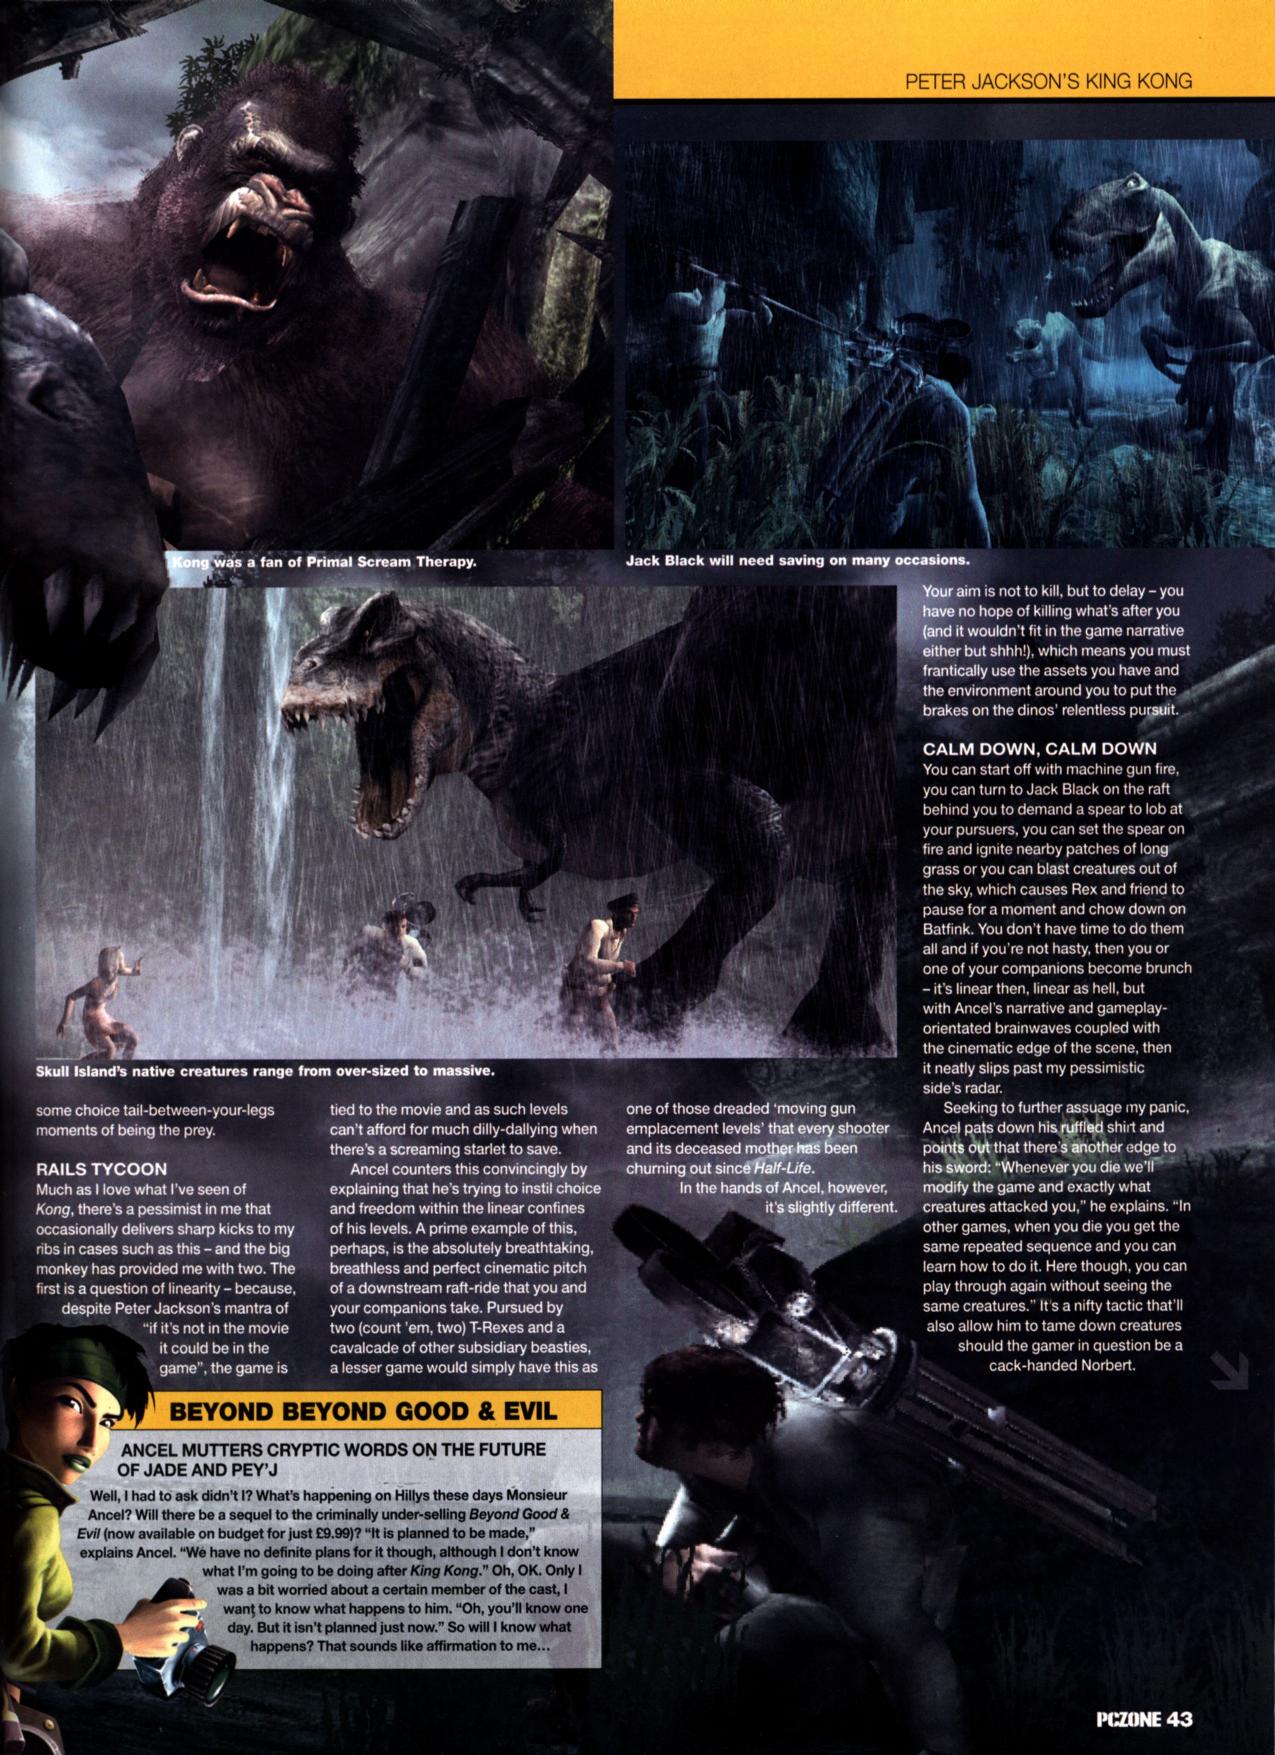 PETER JACKSON'S KING KONG
Kong was a fan of Primal Scream Therapy.
Jack Black will need saving on many occasions.
Skull Island's native creatures range from over-sized to massive.
some choice tail-between-your-legs
moments of being the prey.
RAILS TYCOON
Much as I love what I've seen of
Kong, there's a pessimist in me that
occasionally delivers sharp kicks to my
ribs in cases such as this – and the big
monkey has provided me with two. The
first is a question of linearity – because,
despite Peter Jackson's mantra of
"if it's not in the movie
it could be in the
game", the game is
tied to the movie and as such levels
can't afford for much dilly-dallying when
there's a screaming starlet to save.
Ancel counters this convincingly by
explaining that he's trying to instil choice
and freedom within the linear confines
of his levels. A prime example of this,
perhaps, is the absolutely breathtaking,
breathless and perfect cinematic pitch
of a downstream raft-ride that you and
your companions take. Pursued by
two (count 'em, two) T-Rexes and a
cavalcade of other subsidiary beasties,
a lesser game would simply have this as
one of those dreaded 'moving gun
emplacement levels' that every shooter
and its deceased mother has been
churning out since Half-Life.
In the hands of Ancel, however,
it's slightly different.
Your aim is not to kill, but to delay – you
have no hope of killing what's after you
(and it wouldn't fit in the game narrative
either but shhh!), which means you must
frantically use the assets you have and
the environment around you to put the
brakes on the dinos' relentless pursuit.
CALM DOWN, CALM DOWN
You can start off with machine gun fire,
you can turn to Jack Black on the raft
behind you to demand a spear to lob at
your pursuers, you can set the spear on
fire and ignite nearby patches of long
grass or you can blast creatures out of
the sky, which causes Rex and friend to
pause for a moment and chow down on
Batfink. You don't have time to do them
all and if you're not hasty, then you or
one of your companions become brunch
– it's linear then, linear as hell, but
with Ancel's narrative and gameplay-
orientated brainwaves coupled with
the cinematic edge of the scene, then
it neatly slips past my pessimistic
side's radar.
Seeking to further assuage my panic,
Ancel pats down his ruffled shirt and
points out that there's another edge to
his sword: "Whenever you die we'll
modify the game and exactly what
creatures attacked you," he explains. "In
other games, when you die you get the
same repeated sequence and you can
learn how to do it. Here though, you can
play through again without seeing the
same creatures." It's a nifty tactic that'll
also allow him to tame down creatures
should the gamer in question be a
cack-handed Norbert.
BEYOND BEYOND GOOD & EVIL
ANCEL MUTTERS CRYPTIC WORDS ON THE FUTURE
OF JADE AND PEY'J
Well, I had to ask didn't I? What's happening on Hillys these days Monsieur
Ancel? Will there be a sequel to the criminally under-selling Beyond Good &
Evil (now available on budget for just £9.99)? "It is planned to be made,"
explains Ancel. "We have no definite plans for it though, although I don't know
what I'm going to be doing after King Kong." Oh, OK. Only I
was a bit worried about a certain member of the cast, I
want to know what happens to him. "Oh, you'll know one
day. But it isn't planned just now." So will I know what
happens? That sounds like affirmation to me...
PCZONE 43